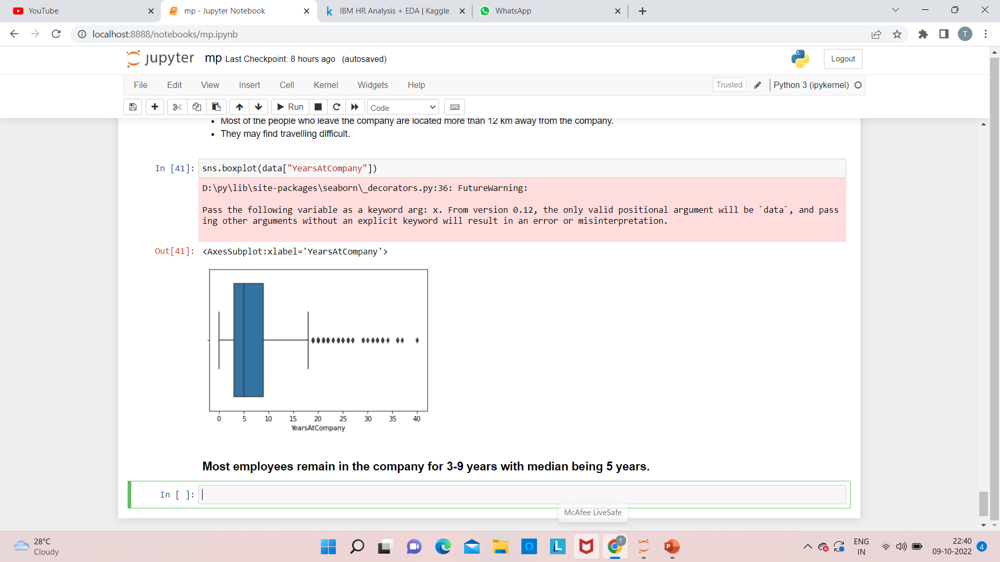 YouTube
mp - Jupyter Notebook
IBM HR Analysis + EDA | Kaggle
WhatsApp
localhost:8888/notebooks/mp.ipynb
T
jupyter mp Last Checkpoint: 8 hours ago (autosaved)
Logout
File Edit View Insert Cell Kernel Widgets Help
Trusted
Python 3 (ipykernel)
Run
Code
Most of the people who leave the company are located more than 12 km away from the company.
They may find travelling difficult.
In [41]: sns.boxplot(data["YearsAtCompany"])
D:\py\lib\site-packages\seaborn\_decorators.py:36: FutureWarning:
Pass the following variable as a keyword arg: x. From version 0.12, the only valid positional argument will be `data`, and pass
ing other arguments without an explicit keyword will result in an error or misinterpretation.
Out[41]: <AxesSubplot:xlabel='YearsAtCompany'>
0 5 10 15 20 25 30 35 40
YearsAtCompany
Most employees remain in the company for 3-9 years with median being 5 years.
In [ ]:
McAfee LiveSafe
28°C
Cloudy
L
T
P
ENG
IN
22:40
09-10-2022
4